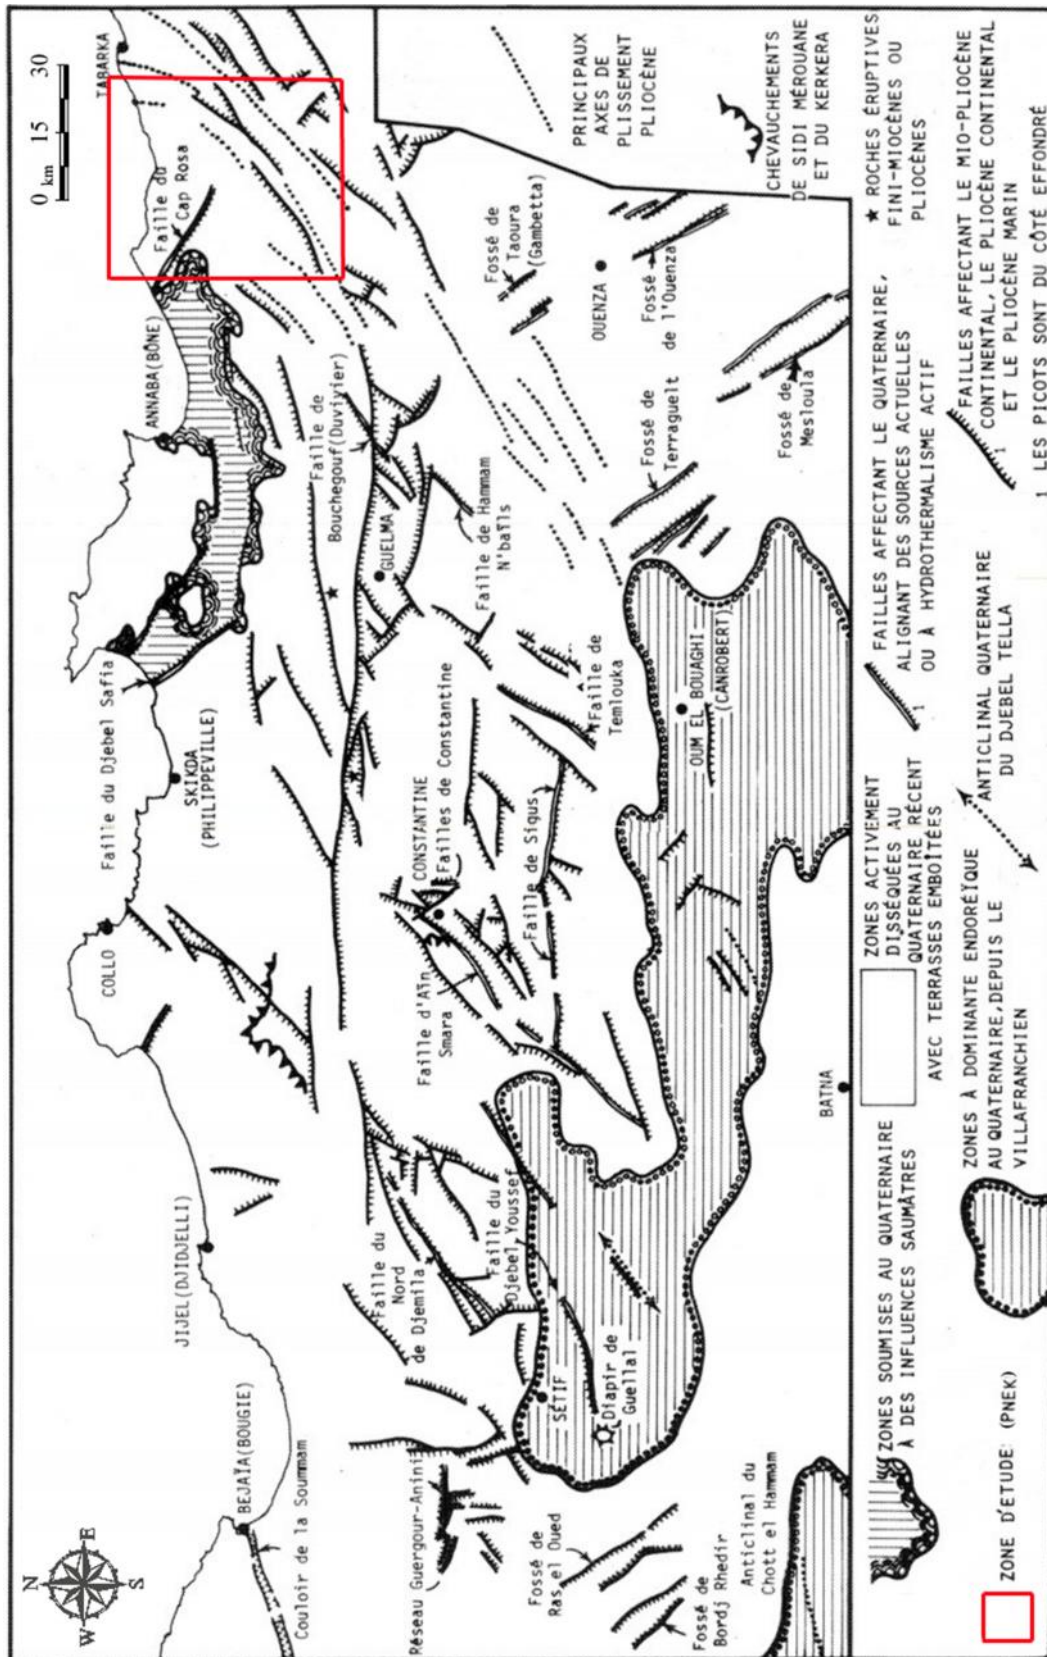 N
W
E
S
0
15
30
km
TABARKA
Faille du
Cap Rosa
ANNABA(BÔNE)
Faille du Djebel Safia
SKIKDA
(PHILIPPEVILLE)
COLLO
JIJEL(DJIDJELLI)
BEJAÏA(BOUGIE)
Couloir de la Soummam
Faille de
Bouchegouf(Duvivier)
GUELMA
Faille de Hammam
N'baïls
CONSTANTINE
Failles de Constantine
Faille d'Aïn
Smara
Faille de Sigus
Faille de
Temlouka
Faille du
Nord
de Djemila
Faille du
Djebel Youssef
Réseau Guergour-Anini
SETIF
Diapir de
Guellal
Fossé de
Ras el Oued
Fossé de
Bordj Rhedir
Anticlinal du
Chott el Hammam
BATNA
OUM EL BOUAGHI
(CANROBERT)
Fossé de
Terraguelt
Fossé de
Mesloula
Fossé de
Taoura
(Gambetta)
OUENZA
Fossé
de l'Ouenza
PRINCIPAUX
AXES DE
PLISSEMENT
PLIOCÈNE
CHEVAUCHEMENTS
DE SIDI MÉROUANE
ET DU KERKERA
ZONES SOUMISES AU QUATERNAIRE
À DES INFLUENCES SAUMÂTRES
ZONES ACTIVEMENT
DISSÉQUÉES AU
QUATERNAIRE RÉCENT
AVEC TERRASSES EMBOÎTÉES
FAILLES AFFECTANT LE QUATERNAIRE,
ALIGNANT DES SOURCES ACTUELLES
OU À HYDROTHERMALISME ACTIF
1
★ ROCHES ÉRUPTIVES
FINI-MIOCÈNES OU
PLIOCÈNES
ZONE D'ETUDE (PNEK)
ZONES À DOMINANTE ENDORÉÏQUE
AU QUATERNAIRE,DEPUIS LE
VILLAFRANCHIEN
ANTICLINAL QUATERNAIRE
DU DJEBEL TELLA
FAILLES AFFECTANT LE MIO-PLIOCÈNE
CONTINENTAL, LE PLIOCÈNE CONTINENTAL
ET LE PLIOCÈNE MARIN
1
1 LES PICOTS SONT DU CÔTÉ EFFONDRÉ